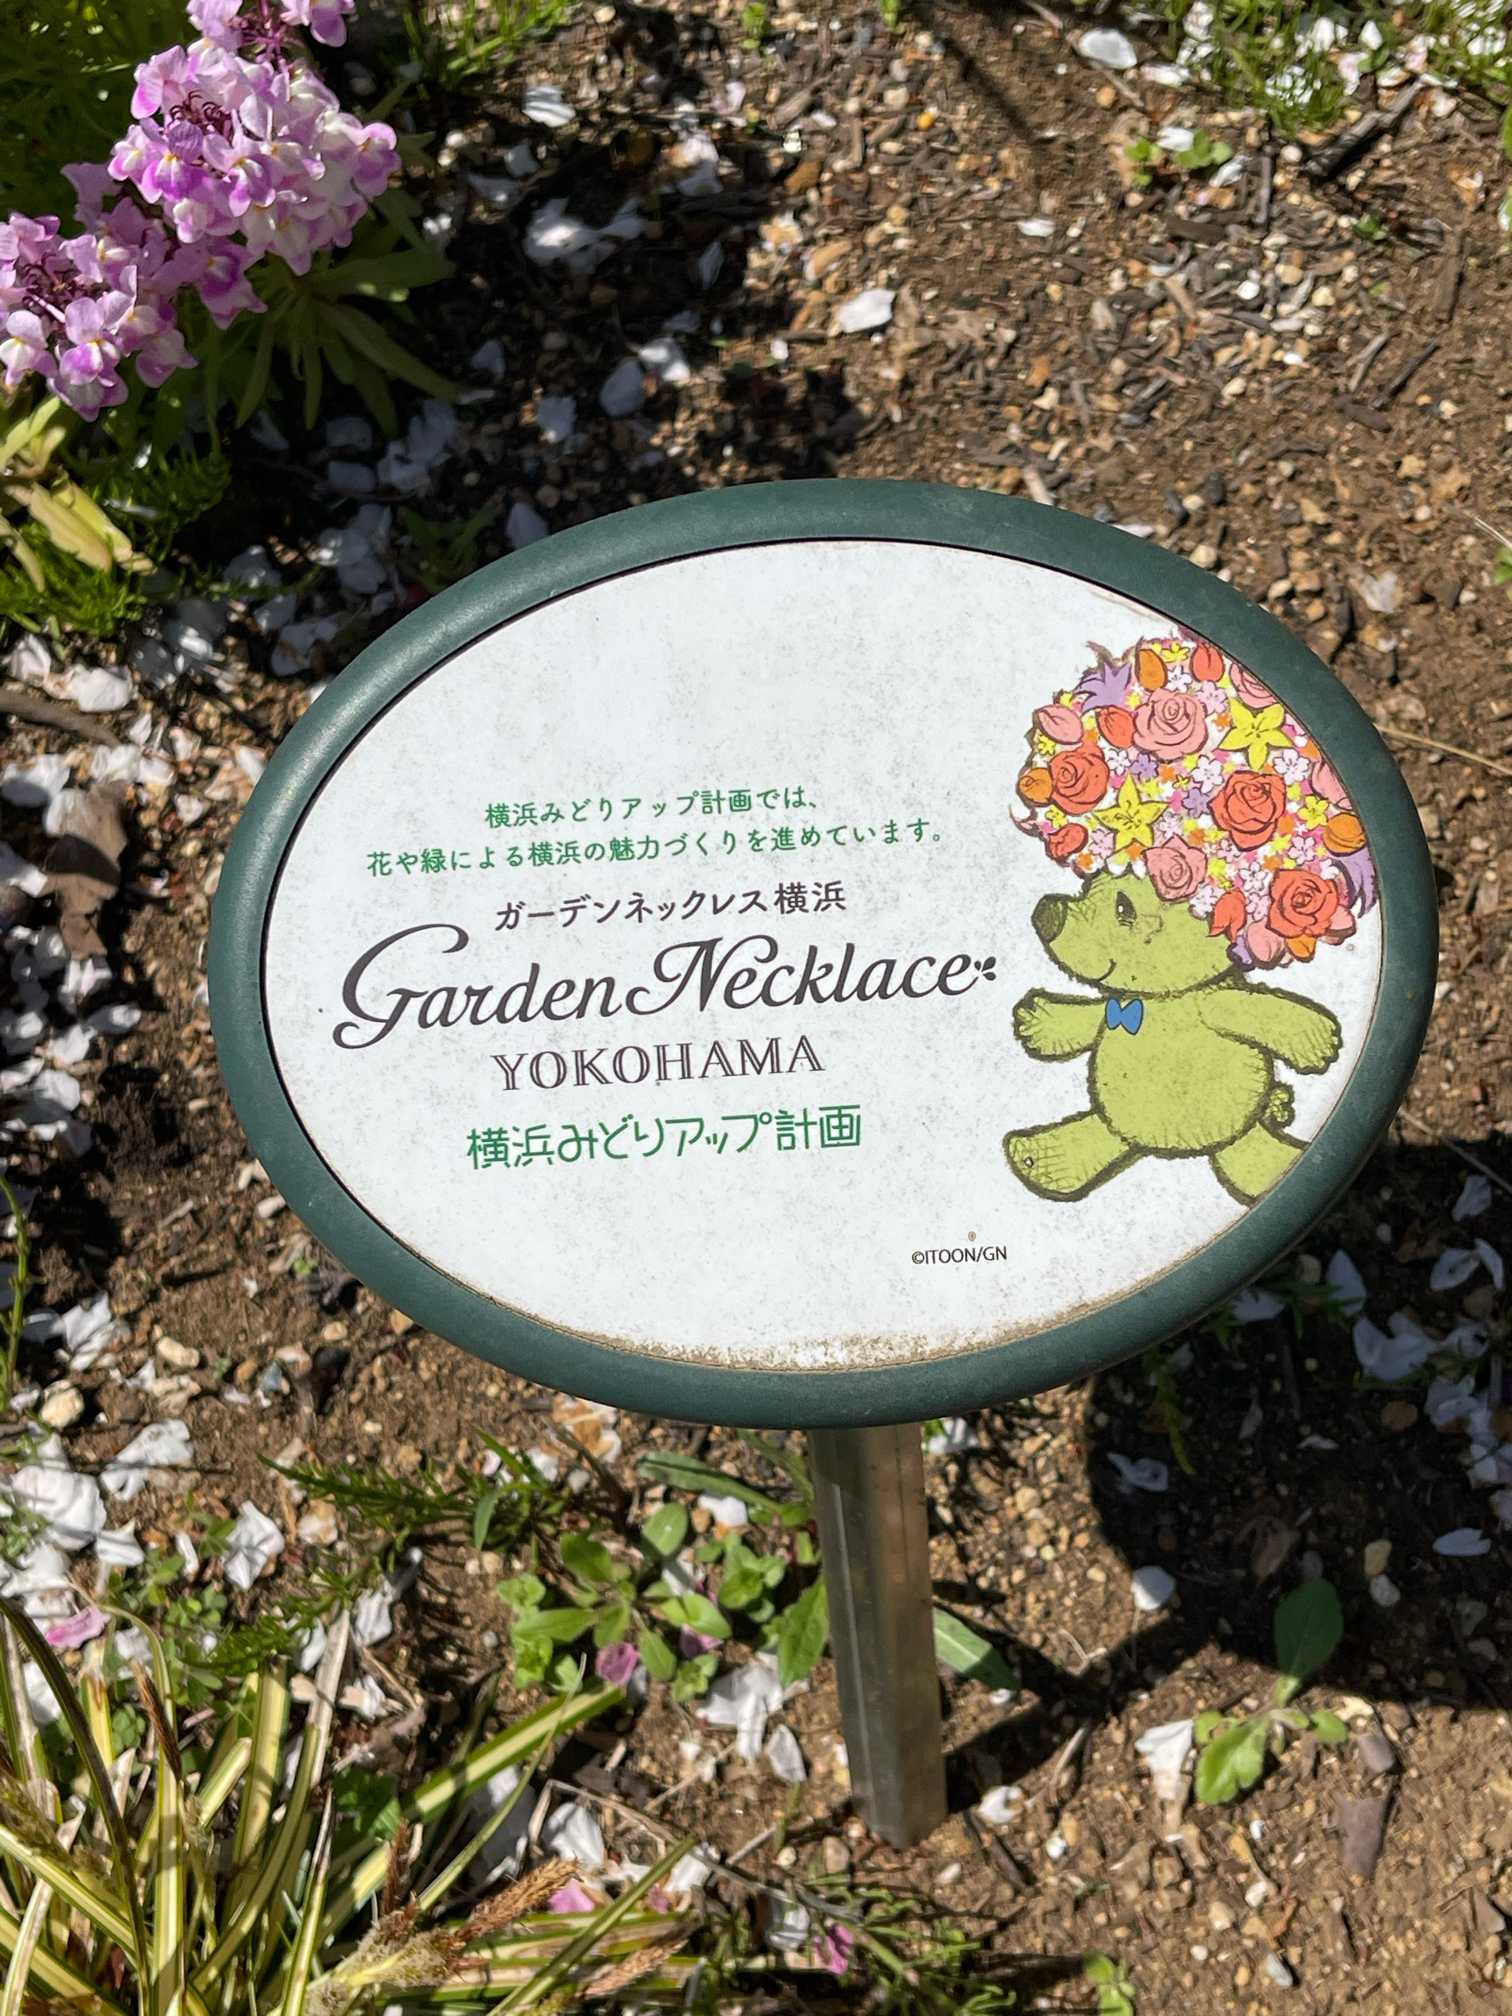 横浜みどりアップ計画では、
花や緑による横浜の魅力づくりを進めています。
ガーデンネックレス横浜
Garden Necklace
YOKOHAMA
横浜みどりアップ計画
®
©ITOON/GN